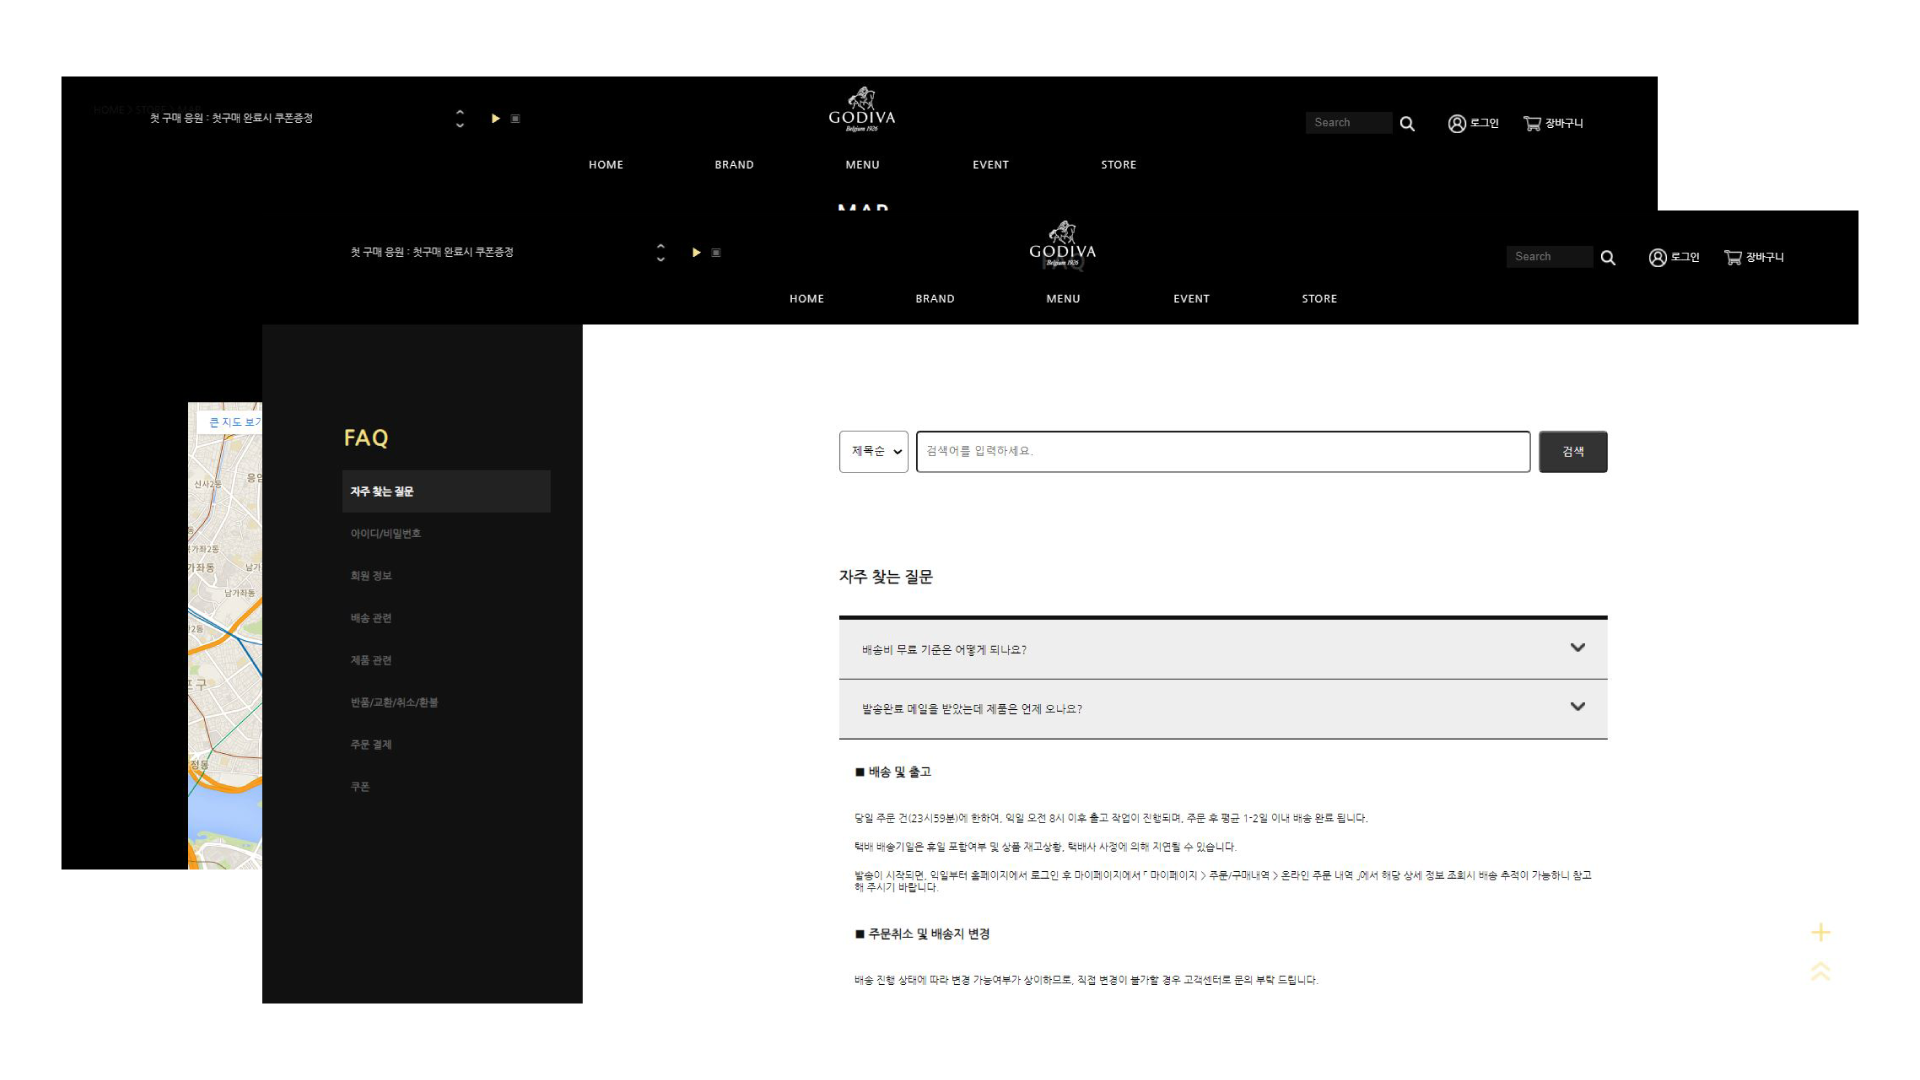 HOME > STORE > MAP
첫 구매 응원 : 첫구매 완료시 쿠폰증정
GODIVA
Belgium 1926
Search
로그인
장바구니
HOME
BRAND
MENU
EVENT
STORE
MAP
첫 구매 응원 : 첫구매 완료시 쿠폰증정
GODIVA
Belgium 1926
FAQ
Search
로그인
장바구니
HOME
BRAND
MENU
EVENT
STORE
큰 지도 보기
신사2동
남가좌동
FAQ
자주 찾는 질문
아이디/비밀번호
회원 정보
배송 관련
제품 관련
반품/교환/취소/환불
주문 결제
쿠폰
제목순
검색어를 입력하세요.
검색
자주 찾는 질문
배송비 무료 기준은 어떻게 되나요?
발송완료 메일을 받았는데 제품은 언제 오나요?
■ 배송 및 출고
당일 주문 건(23시59분)에 한하여, 익일 오전 8시 이후 출고 작업이 진행되며, 주문 후 평균 1-2일 이내 배송 완료 됩니다.
택배 배송기일은 휴일 포함여부 및 상품 재고상황, 택배사 사정에 의해 지연될 수 있습니다.
발송이 시작되면, 익일부터 홈페이지에서 로그인 후 마이페이지에서「 마이페이지 > 주문/구매내역 > 온라인 주문 내역 」에서 해당 상세 정보 조회시 배송 추적이 가능하니 참고
해 주시기 바랍니다.
■ 주문취소 및 배송지 변경
배송 진행 상태에 따라 변경 가능여부가 상이하므로, 직접 변경이 불가할 경우 고객센터로 문의 부탁 드립니다.